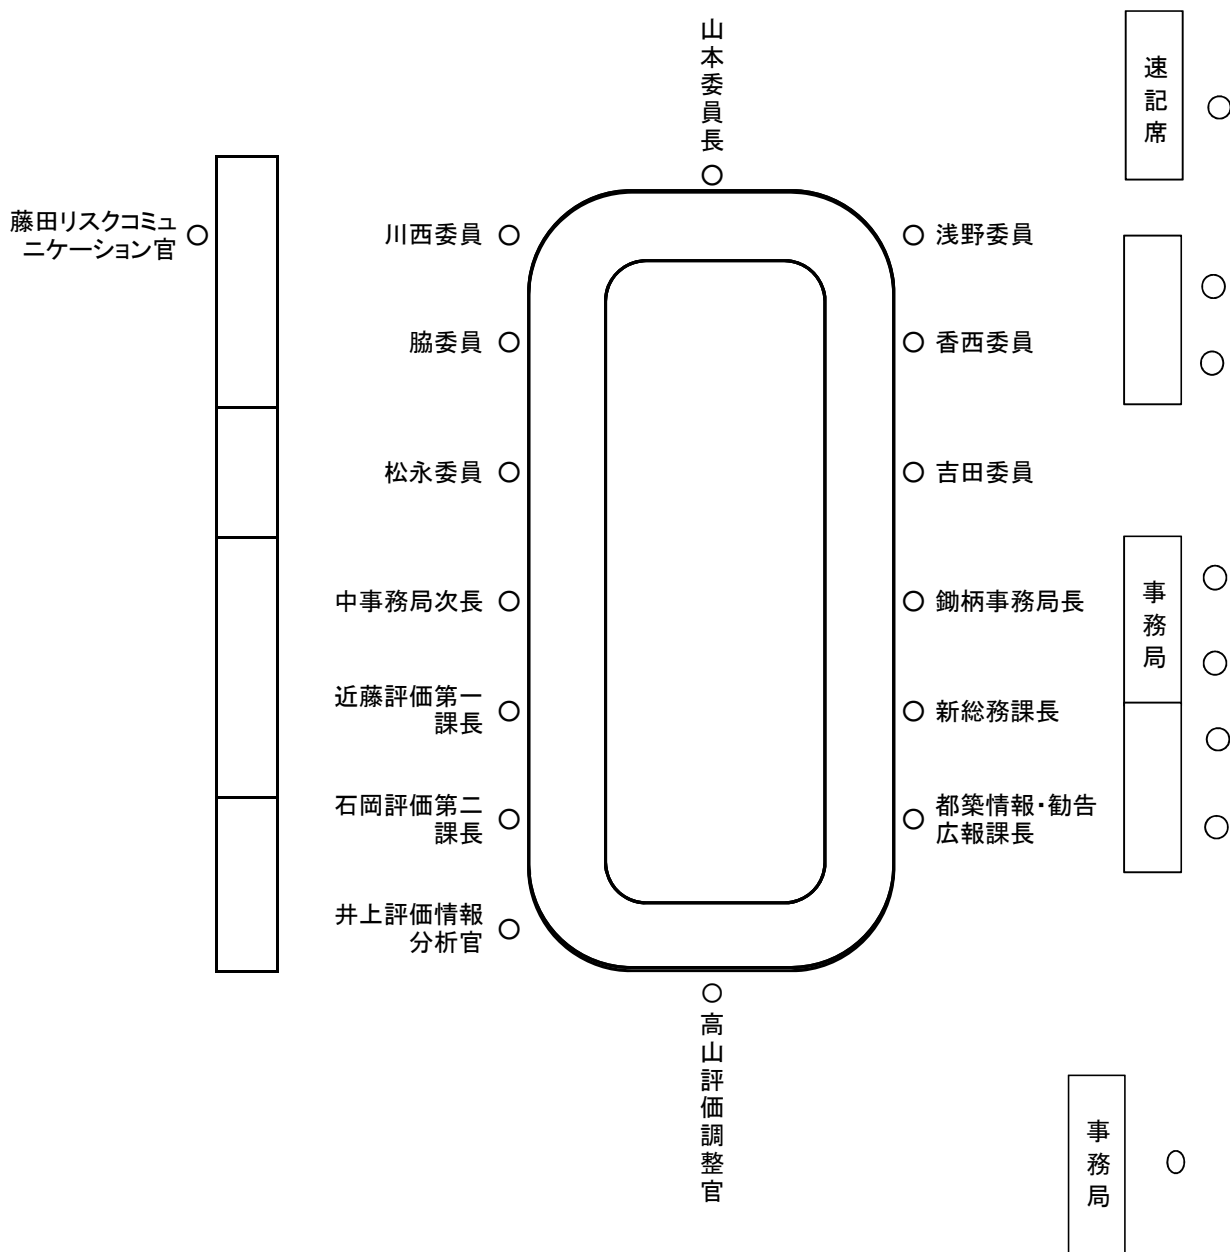 山本委員長
速記席
藤田リスクコミュ
ニケーション官
川西委員
浅野委員
脇委員
香西委員
松永委員
吉田委員
中事務局次長
鋤柄事務局長
事務局
近藤評価第一
課長
新総務課長
石岡評価第二
課長
都築情報・勧告
広報課長
井上評価情報
分析官
高山評価調整官
事務局